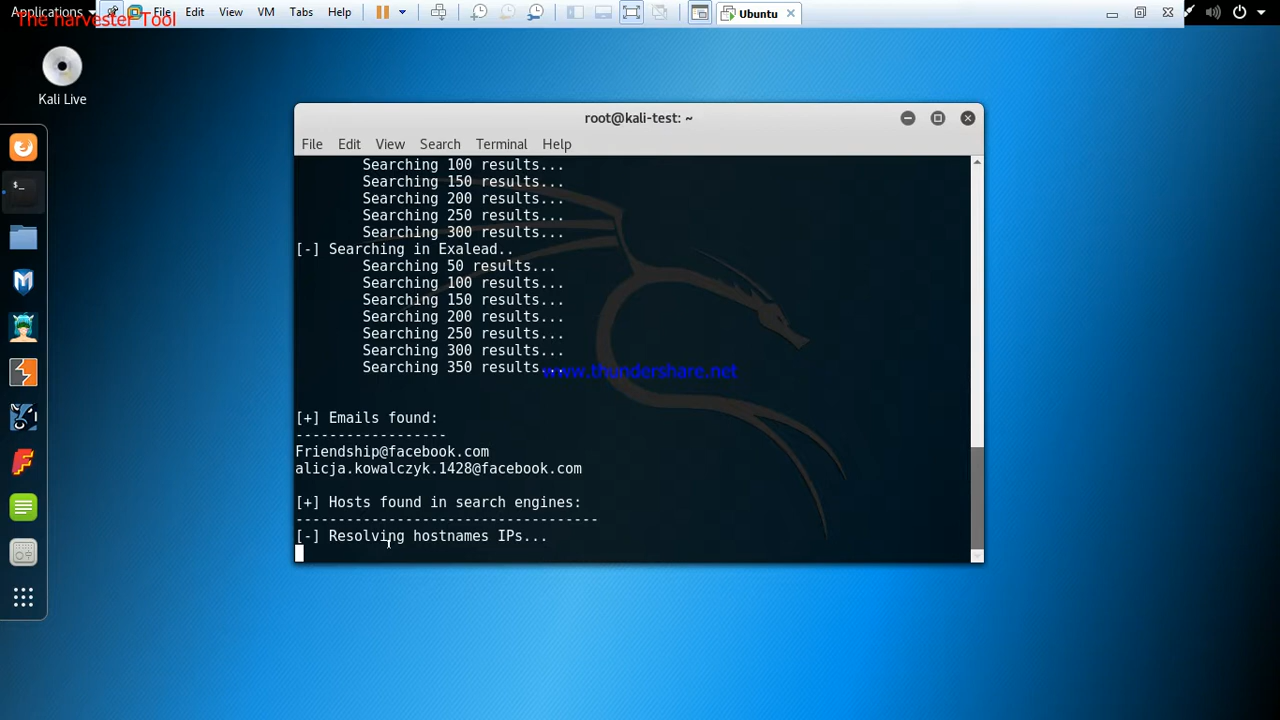 Applications
File Edit View VM Tabs Help
Ubuntu
The harvester Tool
Kali Live
root@kali-test: ~
File Edit View Search Terminal Help
Searching 100 results...
Searching 150 results...
Searching 200 results...
Searching 250 results...
Searching 300 results...
[-] Searching in Exalead..
Searching 50 results...
Searching 100 results...
Searching 150 results...
Searching 200 results...
Searching 250 results...
Searching 300 results...
Searching 350 results...
www.thundershare.net
[+] Emails found:
------------------
Friendship@facebook.com
alicja.kowalczyk.1428@facebook.com
[+] Hosts found in search engines:
------------------------------------
[-] Resolving hostnames IPs...